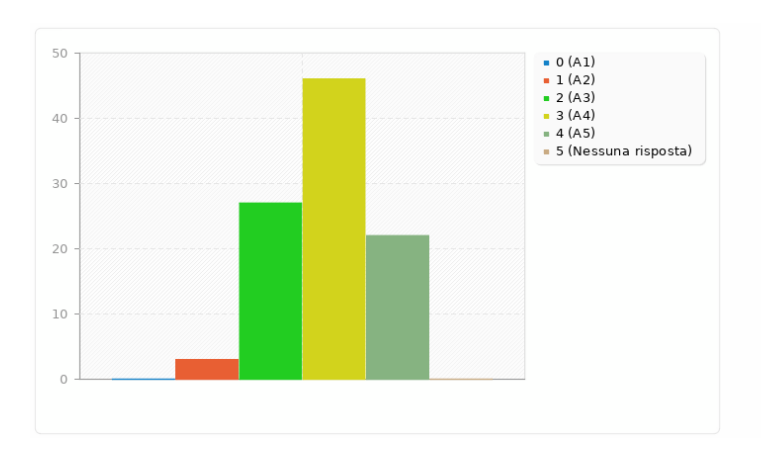 50
40
30
20
10
0
0 (A1)
1 (A2)
2 (A3)
3 (A4)
4 (A5)
5 (Nessuna risposta)